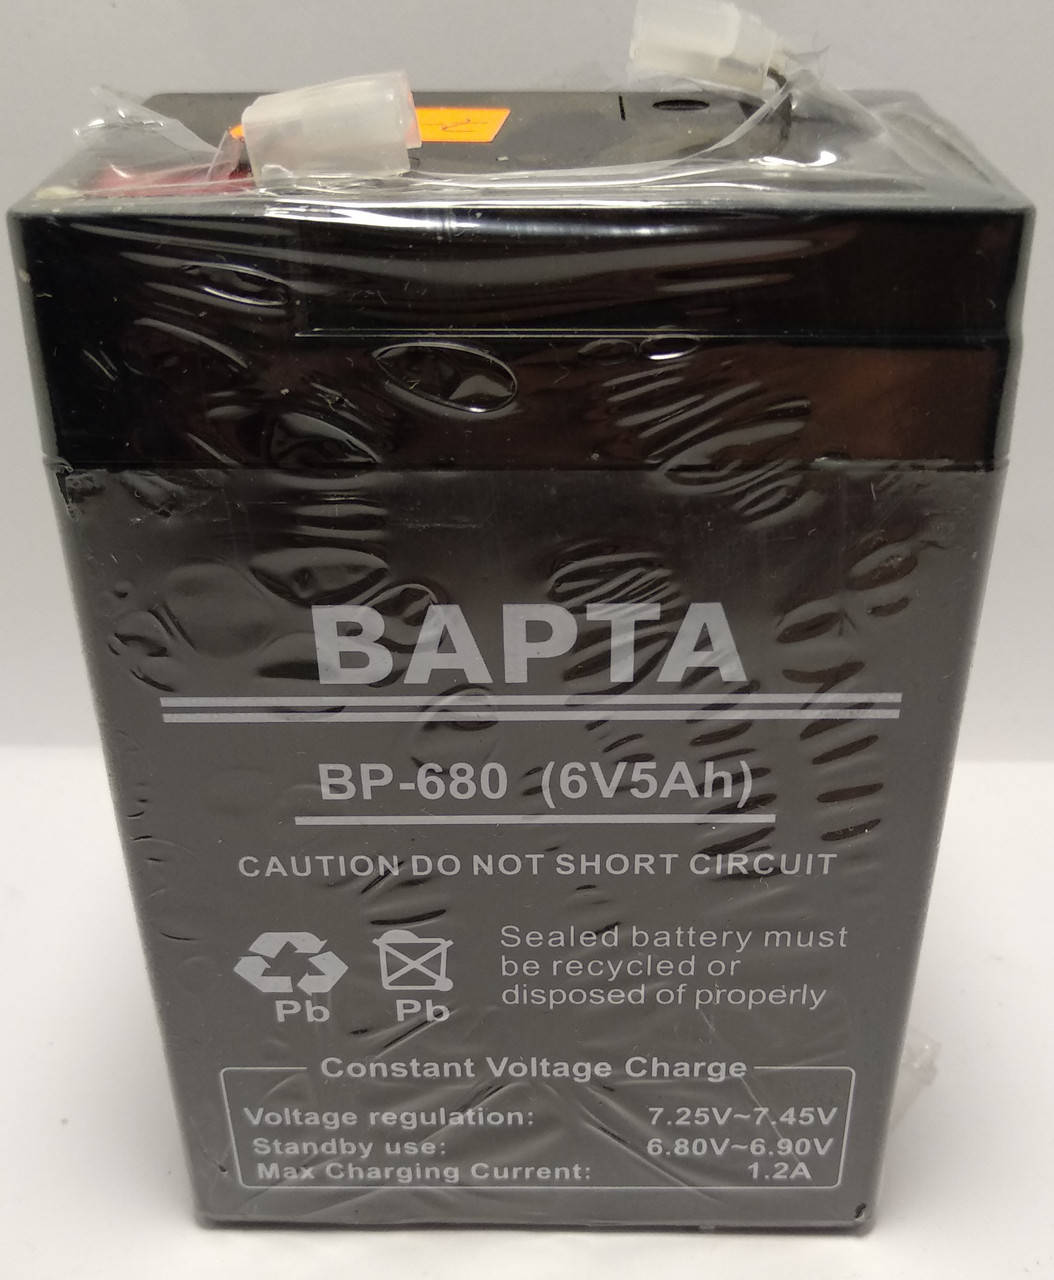 BAPTA
BP-680 (6V5Ah)
CAUTION DO NOT SHORT CIRCUIT
Sealed battery must
be recycled or
disposed of properly
Pb Pb
Constant Voltage Charge
Voltage regulation: 7.25V~7.45V
Standby use: 6.80V~6.90V
Max Charging Current: 1.2A